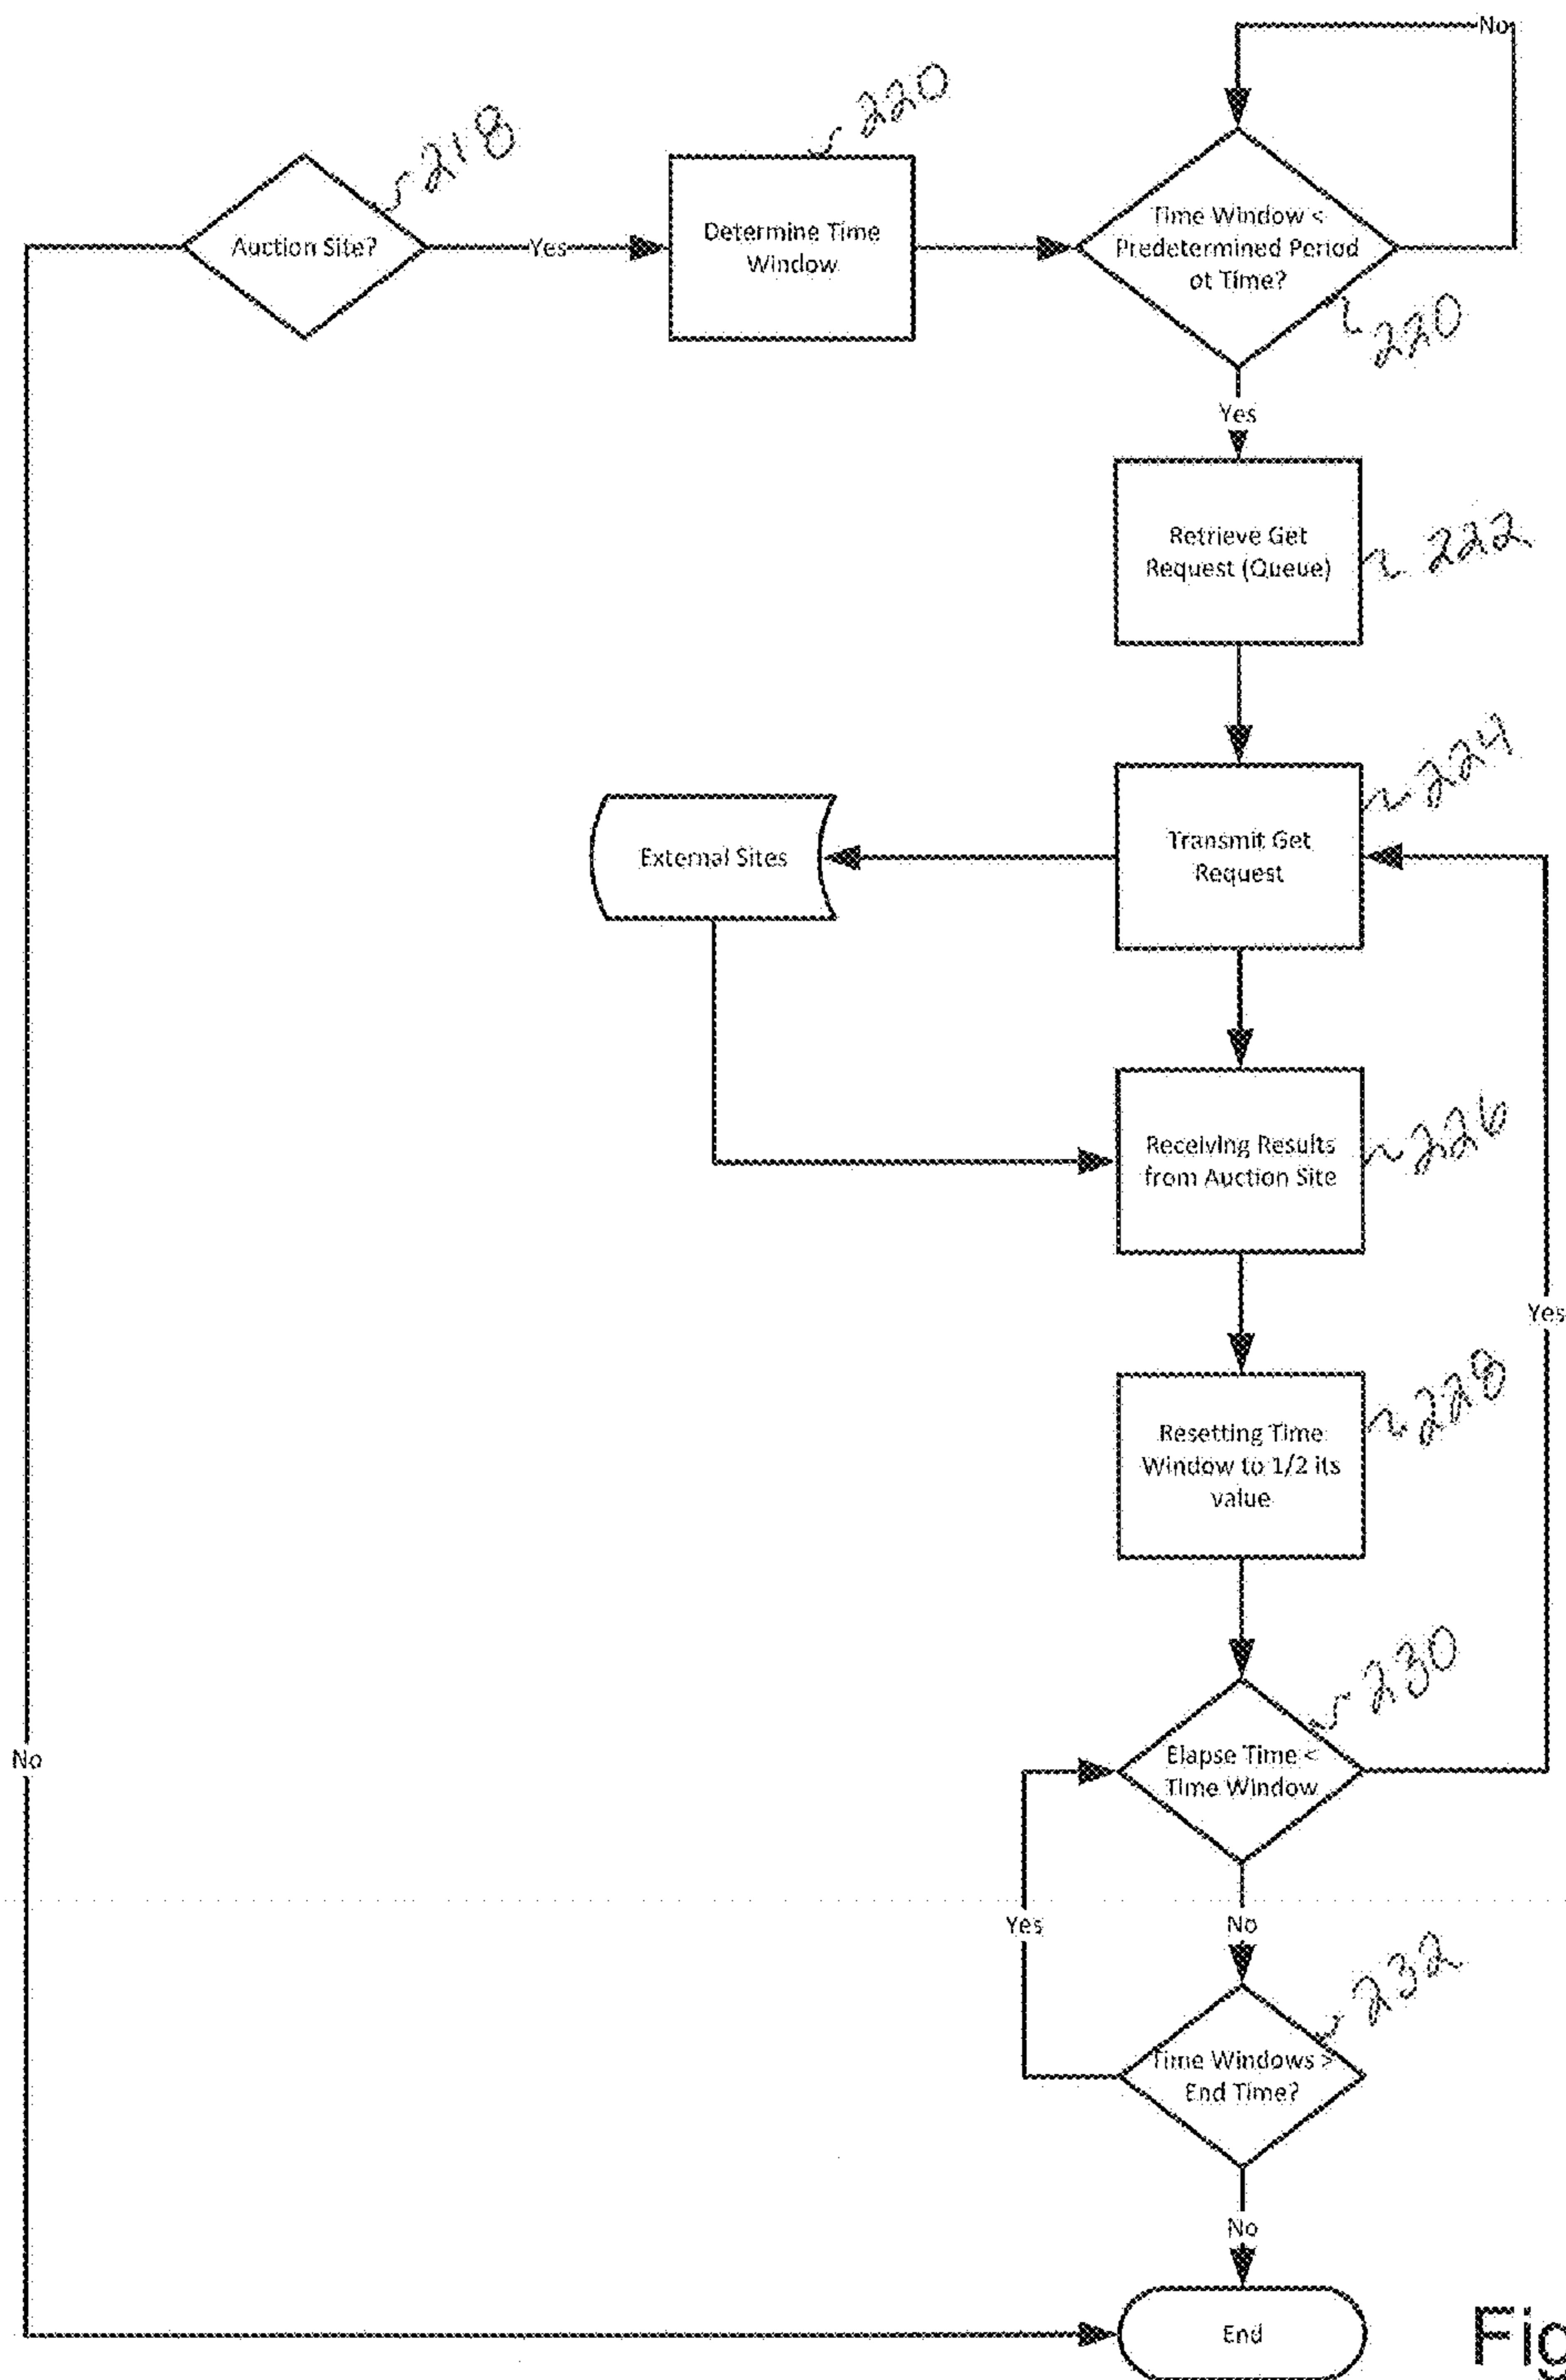 No
218
220
Auction Site?
Yes
Determine Time
Window
Time Window <
Predetermined Period
of Time?
220
Yes
Retrieve Get
Request (Queue)
222
224
External Sites
Transmit Get
Request
Receiving Results
from Auction Site
226
Yes
228
Resetting Time
Window to 1/2 its
value
230
No
Elapse Time <
Time Window
Yes
No
232
Time Windows >
End Time?
No
End
Fig